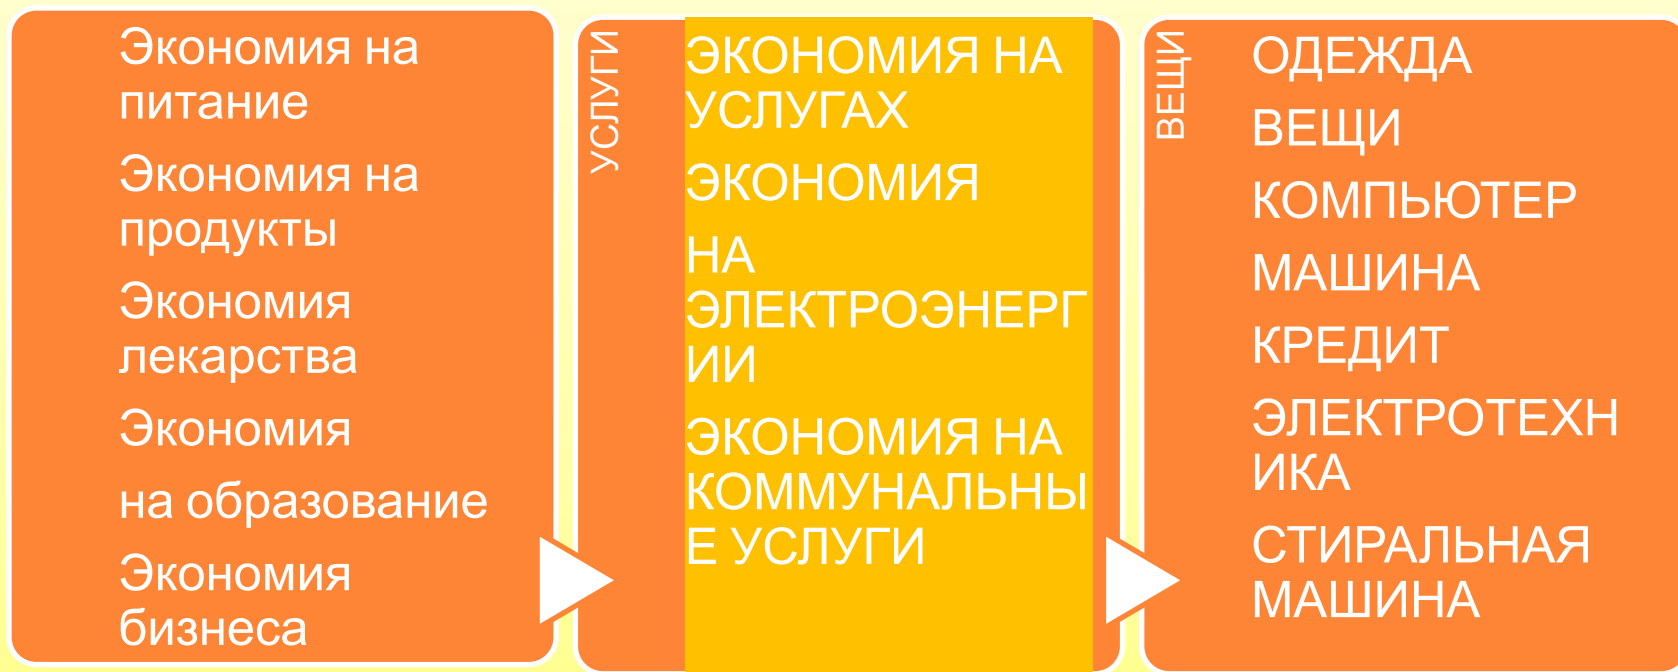 Экономия на
питание
Экономия на
продукты
Экономия
лекарства
Экономия
на образование
Экономия
бизнеса
УСЛУГИ
ЭКОНОМИЯ НА
УСЛУГАХ
ЭКОНОМИЯ
НА
ЭЛЕКТРОЭНЕРГ
ИИ
ЭКОНОМИЯ НА
КОММУНАЛЬНЫ
Е УСЛУГИ
ВЕЩИ
ОДЕЖДА
ВЕЩИ
КОМПЬЮТЕР
МАШИНА
КРЕДИТ
ЭЛЕКТРОТЕХН
ИКА
СТИРАЛЬНАЯ
МАШИНА